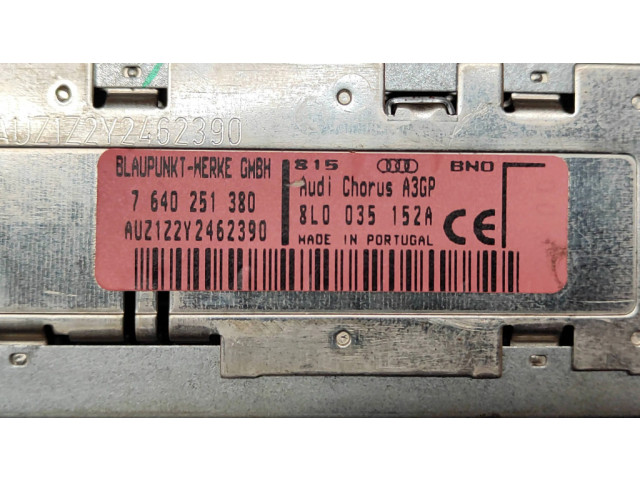 AUZ1Z2Y2462390
BLAUPUNKT-WERKE GMBH
7 640 251 380
AUZ1Z2Y2462390
815 BNO
Audi Chorus A3GP
8L0 035 152A
MADE IN PORTUGAL
CE